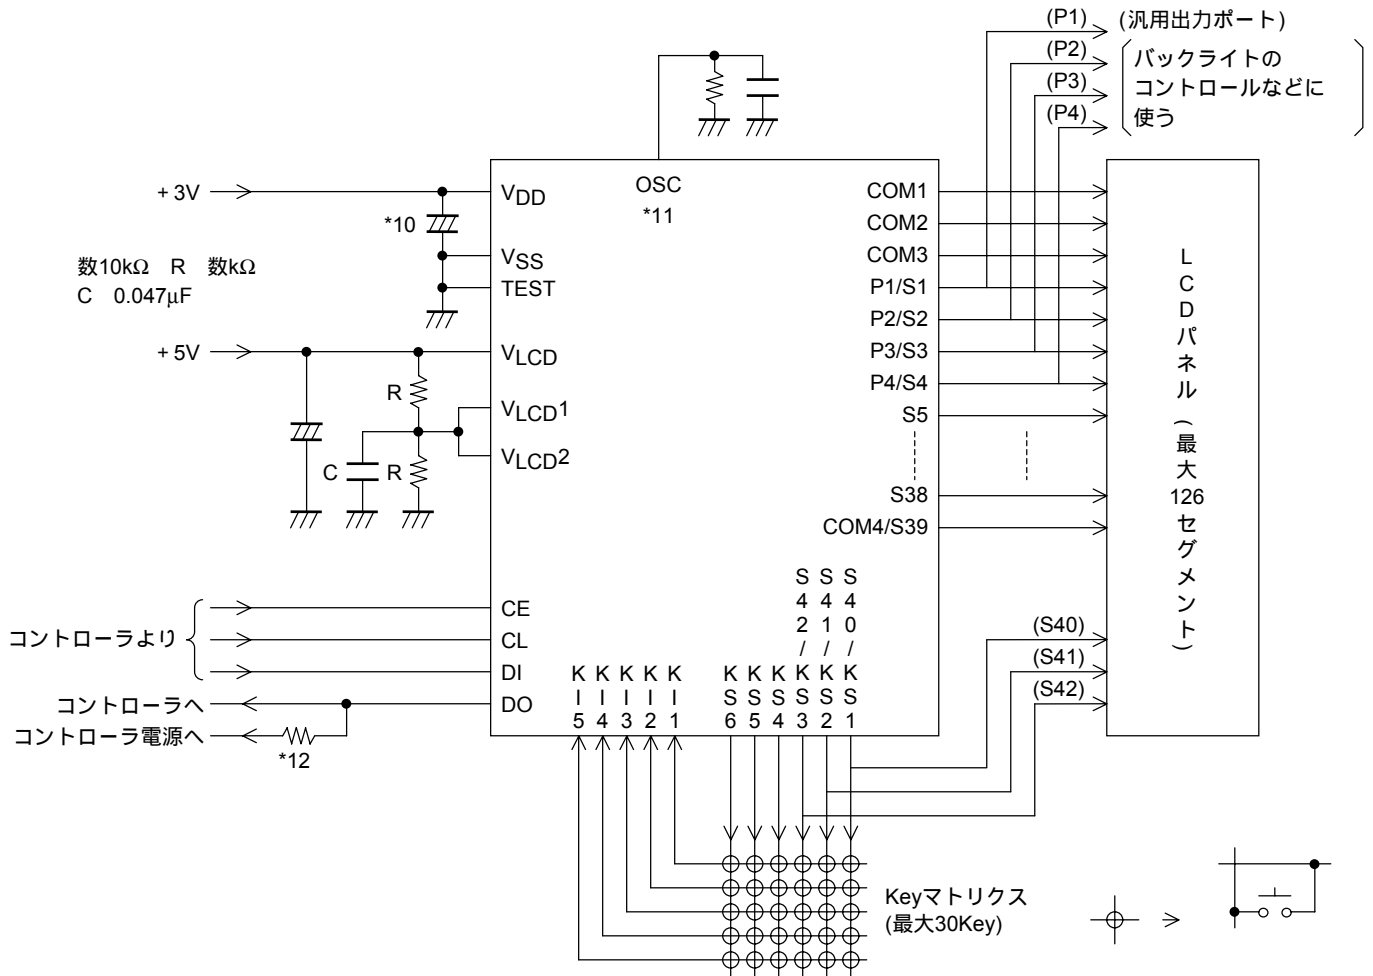 (P1) (汎用出力ポート)
(P2)
(P3)
(P4)
バックライトの
コントロールなどに
使う
OSC
*11
+3V
VDD
*10
VSS
TEST
数10kΩ R 数kΩ
C 0.047μF
+5V
VLCD
R
VLCD1
VLCD2
C
R
COM1
COM2
COM3
P1/S1
P2/S2
P3/S3
P4/S4
S5
S38
COM4/S39
LCDパネル(最大126セグメント)
コントローラより
CE
CL
DI
DO
コントローラへ
コントローラ電源へ
*12
KI5
KI4
KI3
KI2
KI1
KS6
KS5
KS4
S42/KS3
S41/KS2
S40/KS1
(S40)
(S41)
(S42)
Keyマトリクス
(最大30Key)